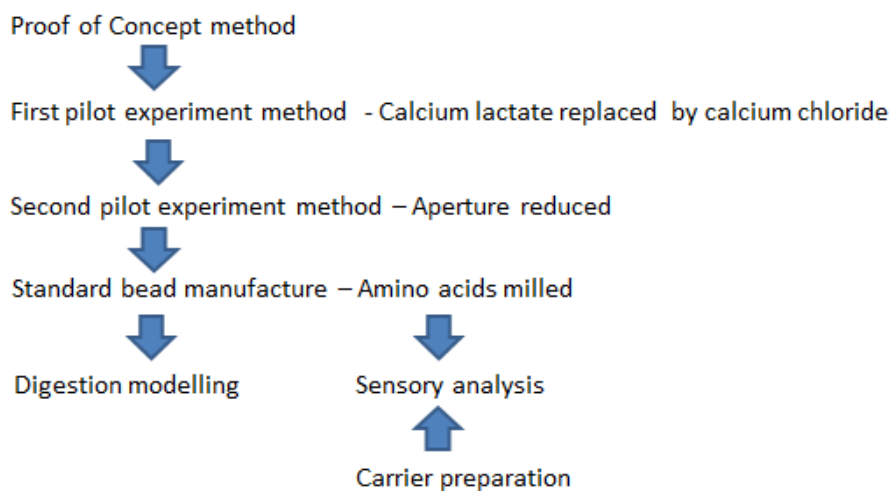 Proof of Concept method
First pilot experiment method - Calcium lactate replaced by calcium chloride
Second pilot experiment method – Aperture reduced
Standard bead manufacture – Amino acids milled
Digestion modelling
Sensory analysis
Carrier preparation